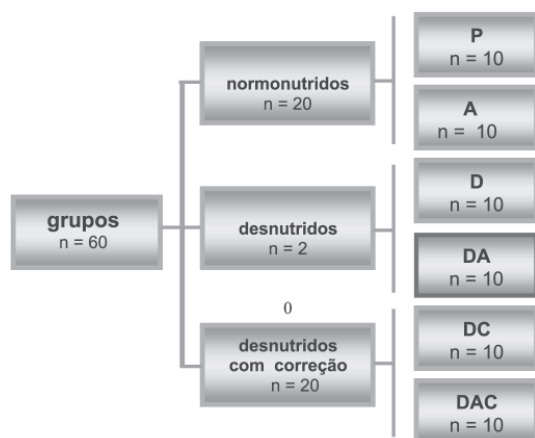 grupos
n = 60
normonutridos
n = 20
desnutridos
n = 2
0
desnutridos
com correção
n = 20
P
n = 10
A
n = 10
D
n = 10
DA
n = 10
DC
n = 10
DAC
n = 10